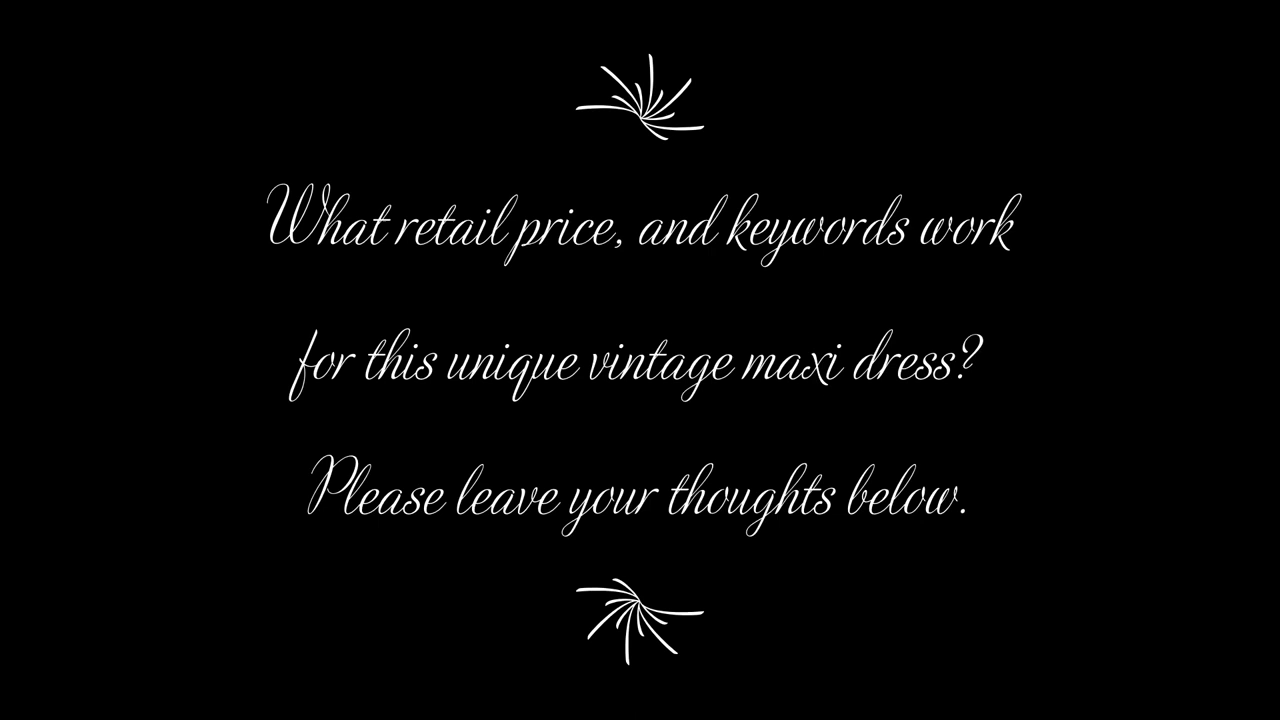 What retail price, and keywords work
for this unique vintage maxi dress?
Please leave your thoughts below.